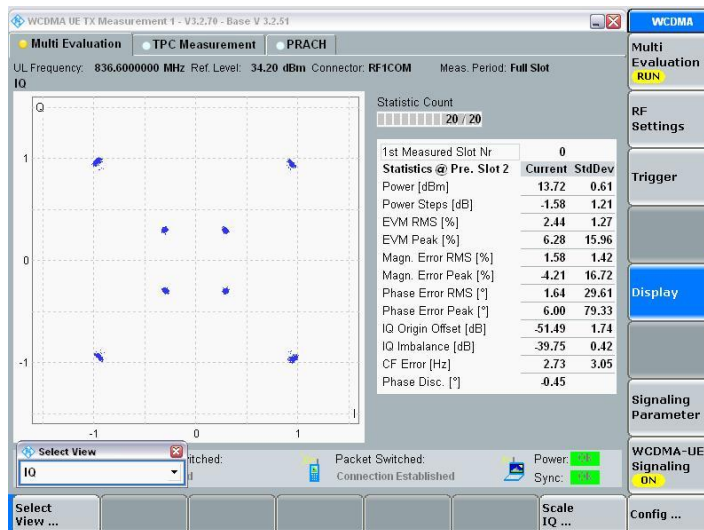 WCDMA UE TX Measurement 1 - V3.2.70 - Base V 3.2.51
WCDMA
Multi Evaluation
TPC Measurement
PRACH
UL Frequency: 836.6000000 MHz Ref. Level: 34.20 dBm Connector: RF1COM Meas. Period: Full Slot
IQ
Q
1
0
-1
-1 0 1
I
Statistic Count
20 / 20
1st Measured Slot Nr 0
Statistics @ Pre. Slot 2 Current StdDev
Power [dBm] 13.72 0.61
Power Steps [dB] -1.58 1.21
EVM RMS [%] 2.44 1.27
EVM Peak [%] 6.28 15.96
Magn. Error RMS [%] 1.58 1.42
Magn. Error Peak [%] -4.21 16.72
Phase Error RMS [°] 1.64 29.61
Phase Error Peak [°] 6.00 79.33
IQ Origin Offset [dB] -51.49 1.74
IQ Imbalance [dB] -39.75 0.42
CF Error [Hz] 2.73 3.05
Phase Disc. [°] -0.45
Select View
IQ
itched:
d
Packet Switched:
Connection Established
Power:
Sync:
Multi
Evaluation
RUN
RF
Settings
Trigger
Display
Signaling
Parameter
WCDMA-UE
Signaling
ON
Select
View ...
Scale
IQ ...
Config ...